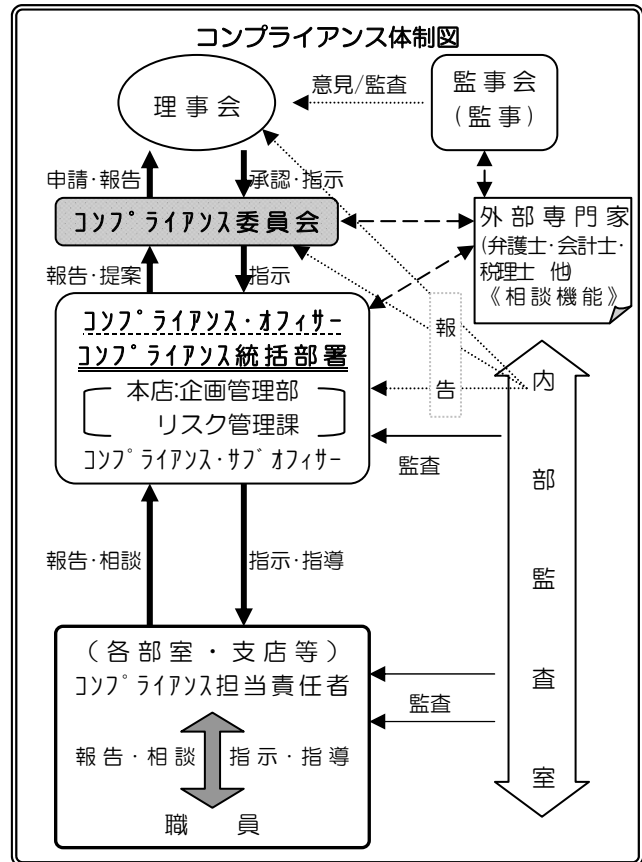 コンプライアンス体制図
理事会
意見/監査
監事会
(監事)
申請・報告
承認・指示
ｺﾝﾌﾟﾗｲｱﾝｽ委員会
外部専門家
(弁護士・会計士・
税理士 他)
《相談機能》
報告・提案
指示
ｺﾝﾌﾟﾗｲｱﾝｽ・ｵﾌｨｻｰ
ｺﾝﾌﾟﾗｲｱﾝｽ統括部署
本店:企画管理部
リスク管理課
ｺﾝﾌﾟﾗｲｱﾝｽ・ｻﾌﾞｵﾌｨｻｰ
報告
監査
内部監査室
報告・相談
指示・指導
(各部室・支店等)
ｺﾝﾌﾟﾗｲｱﾝｽ担当責任者
監査
報告・相談
指示・指導
職員